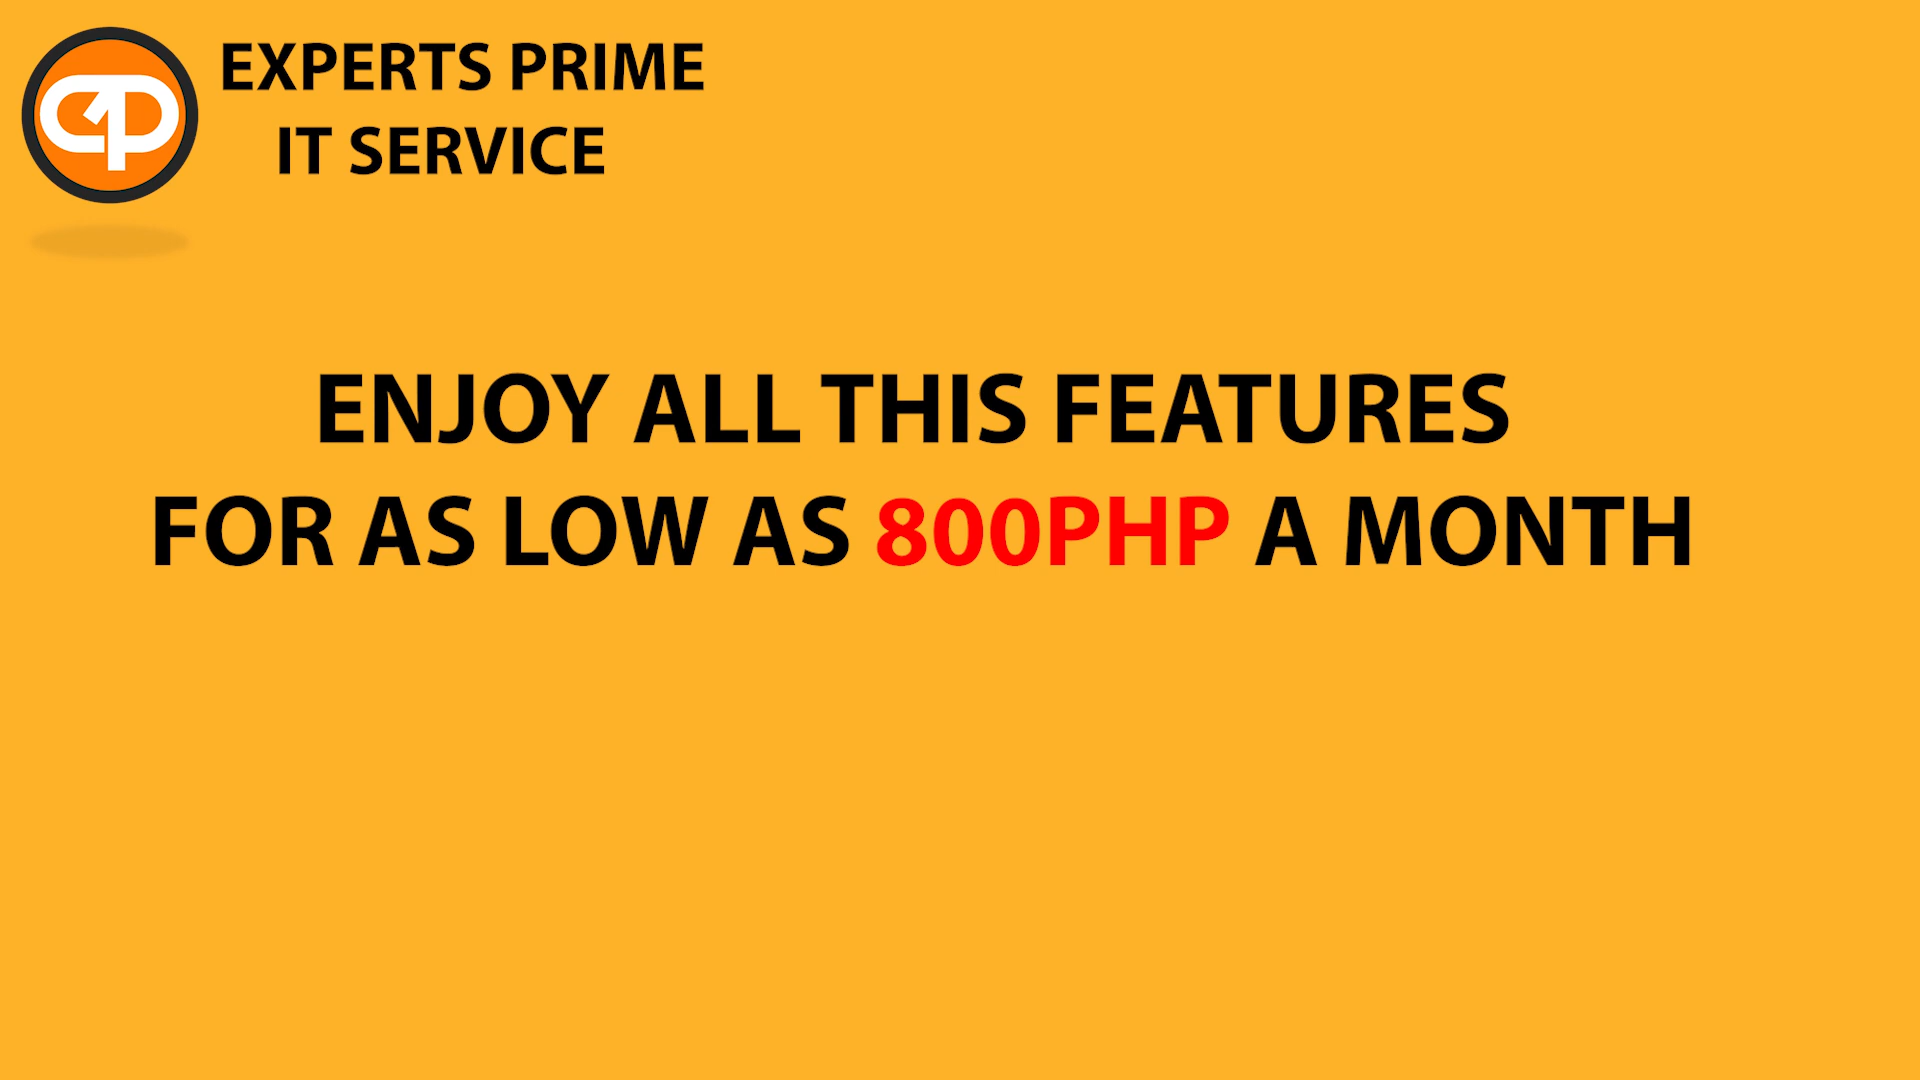 EXPERTS PRIME
IT SERVICE
ENJOY ALL THIS FEATURES
FOR AS LOW AS 800PHP A MONTH